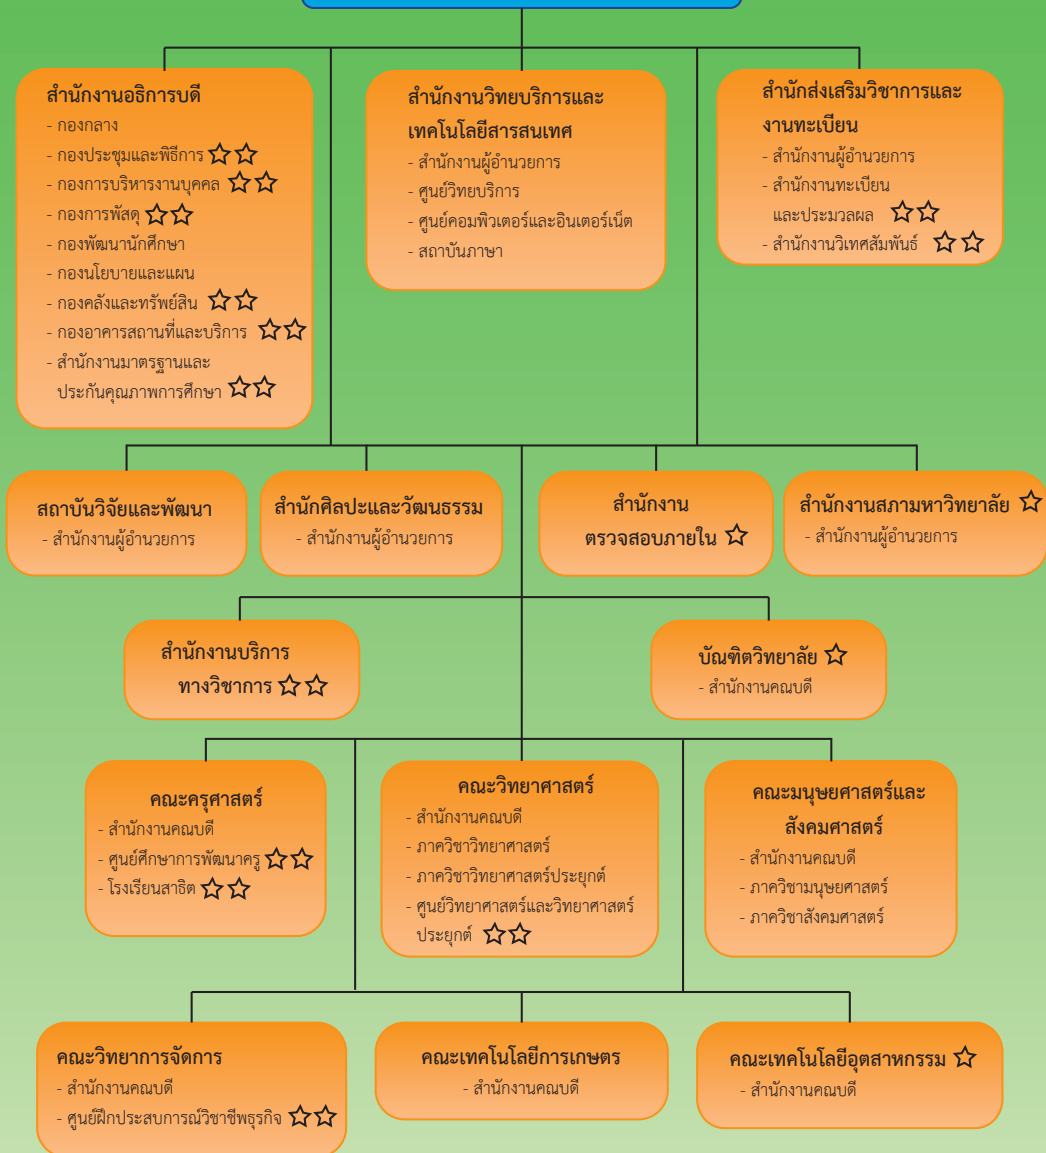 สำนักงานอธิการบดี
- กองกลาง
- กองประชุมและพิธีการ ☆☆
- กองการบริหารงานบุคคล ☆☆
- กองการพัสดุ ☆☆
- กองพัฒนานักศึกษา
- กองนโยบายและแผน
- กองคลังและทรัพย์สิน ☆☆
- กองอาคารสถานที่และบริการ ☆☆
- สำนักงานมาตรฐานและ
ประกันคุณภาพการศึกษา ☆☆
สำนักงานวิทยบริการและ
เทคโนโลยีสารสนเทศ
- สำนักงานผู้อำนวยการ
- ศูนย์วิทยบริการ
- ศูนย์คอมพิวเตอร์และอินเตอร์เน็ต
- สถาบันภาษา
สำนักส่งเสริมวิชาการและ
งานทะเบียน
- สำนักงานผู้อำนวยการ
- สำนักงานทะเบียน
และประมวลผล ☆☆
- สำนักงานวิเทศสัมพันธ์ ☆☆
สถาบันวิจัยและพัฒนา
- สำนักงานผู้อำนวยการ
สำนักศิลปะและวัฒนธรรม
- สำนักงานผู้อำนวยการ
สำนักงาน
ตรวจสอบภายใน ☆
สำนักงานสภามหาวิทยาลัย ☆
- สำนักงานผู้อำนวยการ
สำนักงานบริการ
ทางวิชาการ ☆☆
บัณฑิตวิทยาลัย ☆
- สำนักงานคณบดี
คณะครุศาสตร์
- สำนักงานคณบดี
- ศูนย์ศึกษาการพัฒนาครู ☆☆
- โรงเรียนสาธิต ☆☆
คณะวิทยาศาสตร์
- สำนักงานคณบดี
- ภาควิชาวิทยาศาสตร์
- ภาควิชาวิทยาศาสตร์ประยุกต์
- ศูนย์วิทยาศาสตร์และวิทยาศาสตร์
ประยุกต์ ☆☆
คณะมนุษยศาสตร์และ
สังคมศาสตร์
- สำนักงานคณบดี
- ภาควิชามนุษยศาสตร์
- ภาควิชาสังคมศาสตร์
คณะวิทยาการจัดการ
- สำนักงานคณบดี
- ศูนย์ฝึกประสบการณ์วิชาชีพธุรกิจ ☆☆
คณะเทคโนโลยีการเกษตร
- สำนักงานคณบดี
คณะเทคโนโลยีอุตสาหกรรม ☆
- สำนักงานคณบดี